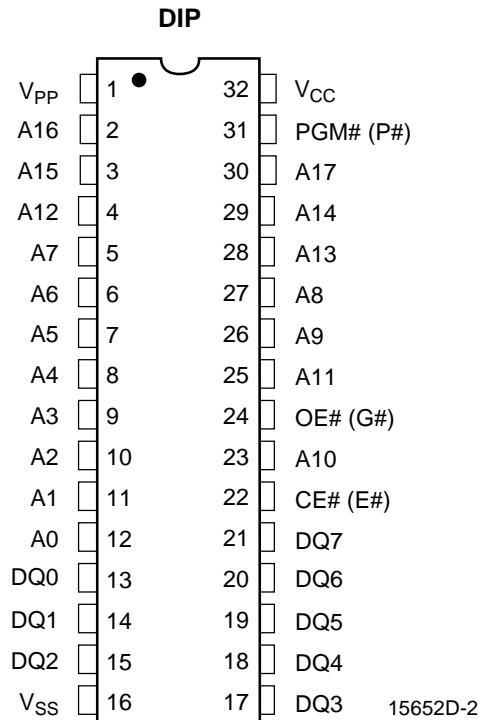 DIP
VPP 1 32 VCC
A16 2 31 PGM# (P#)
A15 3 30 A17
A12 4 29 A14
A7 5 28 A13
A6 6 27 A8
A5 7 26 A9
A4 8 25 A11
A3 9 24 OE# (G#)
A2 10 23 A10
A1 11 22 CE# (E#)
A0 12 21 DQ7
DQ0 13 20 DQ6
DQ1 14 19 DQ5
DQ2 15 18 DQ4
VSS 16 17 DQ3 15652D-2